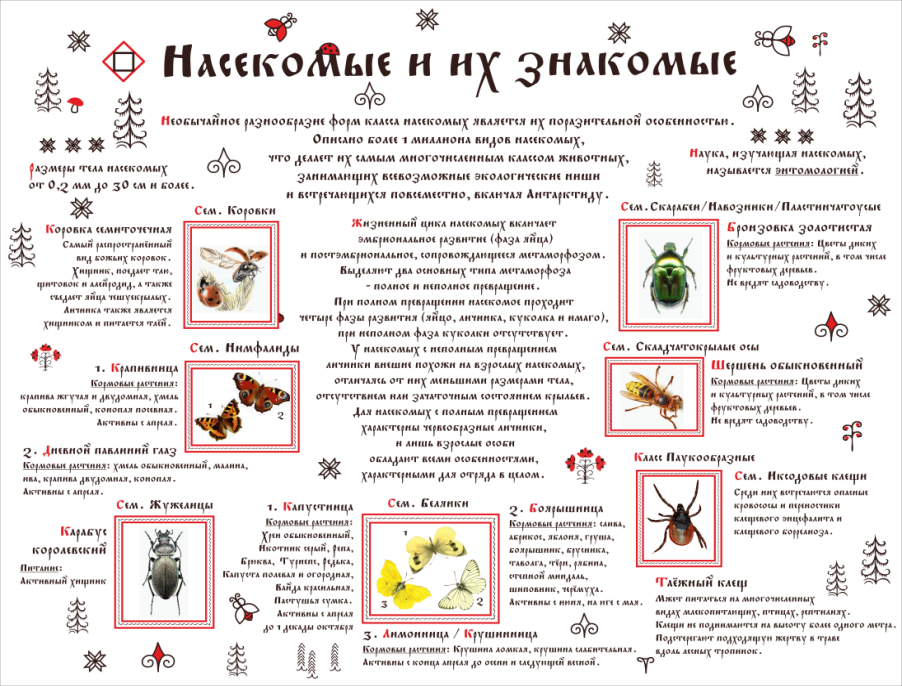 Насекомые и их знакомые
Необычайное разнообразие форм класса насекомых является их поразительной особенностью.
Описано более 1 милиона видов насекомых,
что делает их самым многочисленным классом животных,
занимающих всевозможные экологические ниши
и встречающихся повсеместно, включая Антарктиду.
Размеры тела насекомых
от 0,2 мм до 30 см и более.
Наука, изучающая насекомых,
называется энтомологией.
Сем. Коровки
Коровка семиточечная
Самый распространённый
вид божьих коровок.
Хищник, поедает тлю,
щитовок и алейродид, а также
съедает яйца чешуекрылых.
Личинка также является
хищником и питается тлёй.
Жизненный цикл насекомых включает
эмбриональное развитие (фаза яйца)
и постэмбриональное, сопровождающееся метаморфозом.
Выделяют два основных типа метаморфоза
- полное и неполное превращение.
При полном превращении насекомое проходит
четыре фазы развития (яйцо, личинка, куколка и имаго),
при неполном фаза куколки отсутствует.
У насекомых с неполным превращением
личинки внешне похожи на взрослых насекомых,
отличаясь от них меньшими размерами тела,
отсутствием или зачаточным состоянием крыльев.
Для насекомых с полным превращением
характерны червеобразные личинки,
и лишь взрослые особи
обладают всеми особенностями,
характерными для отряда в целом.
Сем. Скарабеи/Навозники/Пластинчатоусые
Бронзовка золотистая
Кормовые растения: Цветы диких
и культурных растений, в том числе
фруктовых деревьев.
Не вредят садоводству.
Сем. Нимфалиды
1. Крапивница
Кормовые растения:
крапива жгучая и двудомная, хмель
обыкновенный, конопля посевная.
Активны с апреля.
1
2
2. Дневной павлиний глаз
Кормовые растения: хмель обыкновенный, малина,
ива, крапива двудомная, конопля.
Активны с апреля.
Сем. Складчатокрылые осы
Шершень обыкновенный
Кормовые растения: Цветы диких
и культурных растений, в том числе
фруктовых деревьев.
Не вредят садоводству.
Сем. Жужелицы
Карабус
королевский
Питание:
Активный хищник
1. Капустница
Кормовые растения:
Хрен обыкновенный,
Икотник серый, Репа,
Брюква, Турнепс, Редька,
Капуста полевая и огородная,
Вайда красильная,
Пастушья сумка.
Активны с апреля
до 1 декады октября
Сем. Белянки
1
3
2
2. Боярышница
Кормовые растения: слива,
абрикос, яблоня, груша,
боярышник, брусника,
таволга, тёрн, рябина,
степной миндаль,
шиповник, черёмуха.
Активны с июня, на юге с мая.
3. Лимонница / Крушинница
Кормовые растения: Крушина ломкая, крушина слабительная.
Активны с конца апреля до осени и следующей весной.
Класс Паукообразные
Сем. Иксодовые клещи
Среди них встречаются опасные
кровососы и переносчики
клещевого энцефалита и
клещевого боррелиоза.
Таёжный клещ
Мжет питаться на многочисленных
видах млекопитающих, птицах, рептилиях.
Клещи не поднимаются на высоту более одного метра.
Подстерегают подходящую жертву в траве
вдоль лесных тропинок.